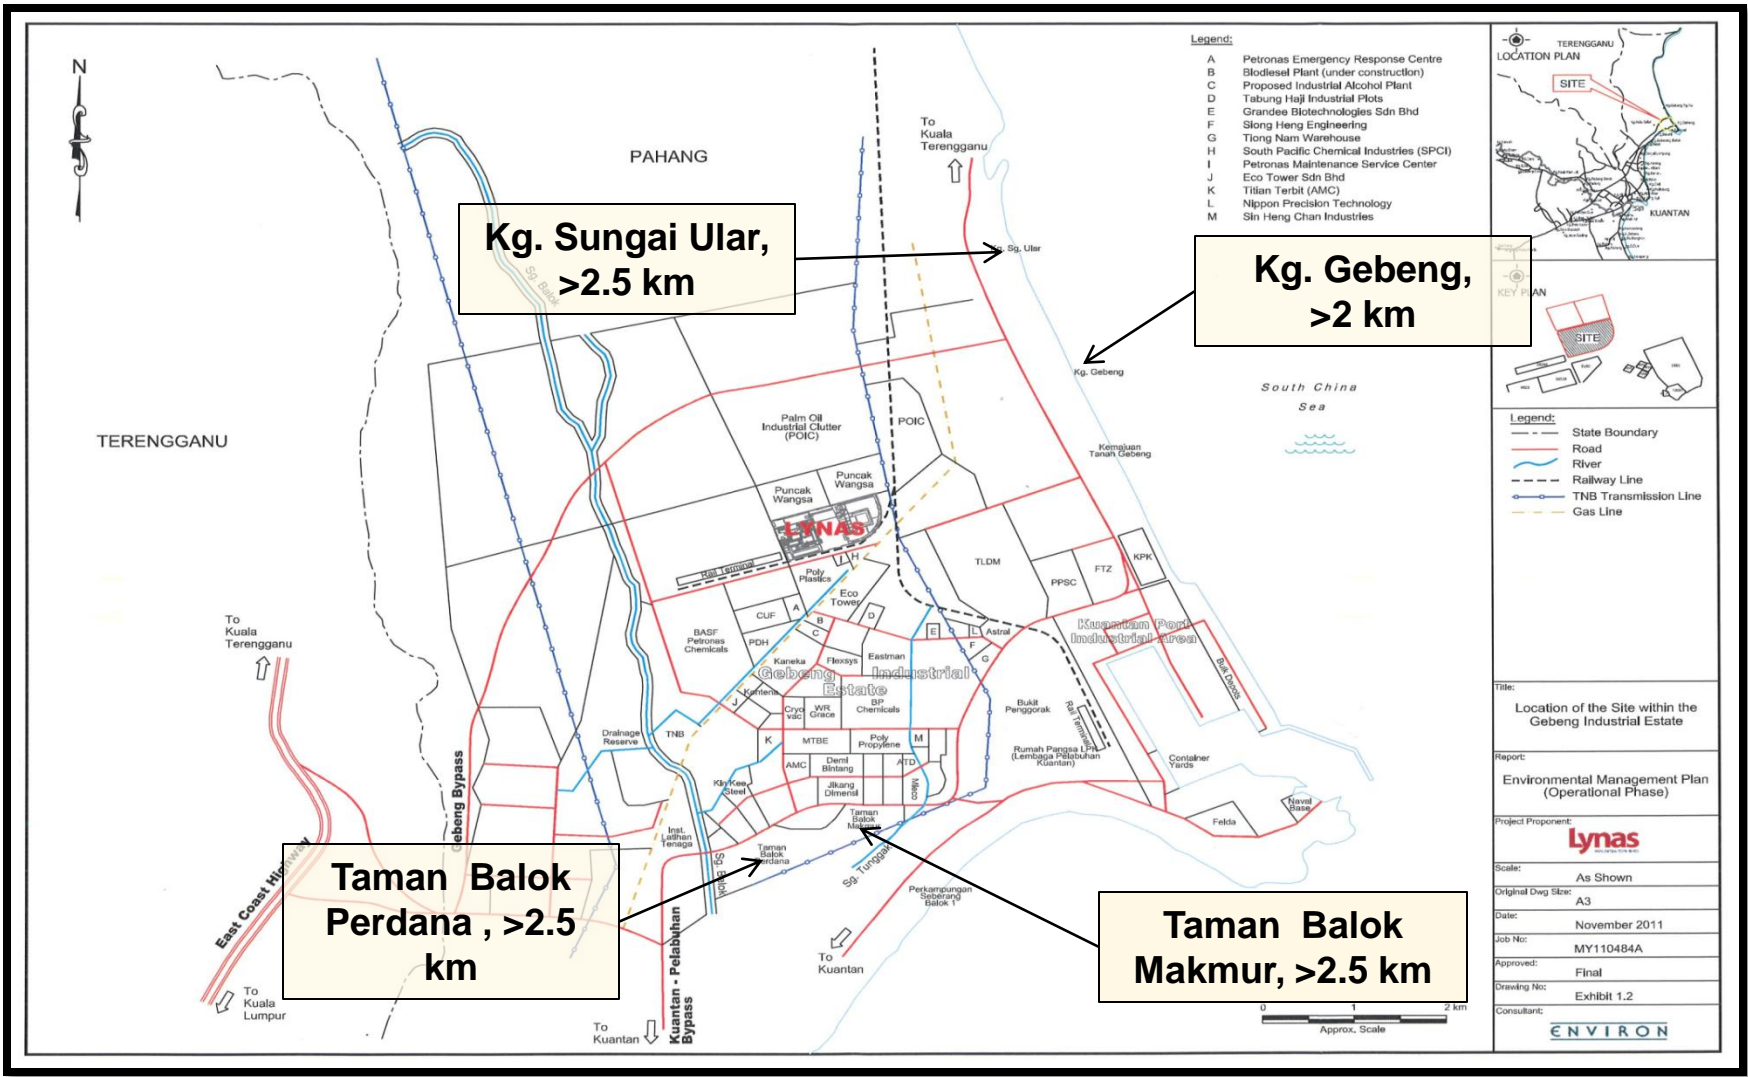 N
TERENGGANU
PAHANG
To
Kuala
Terengganu
Kg. Sungai Ular,
>2.5 km
Kg. Sg. Ular
Kg. Gebeng,
>2 km
Kg. Gebeng
South China
Sea
Sg. Balok
Legend:
A Petronas Emergency Response Centre
B Biodiesel Plant (under construction)
C Proposed Industrial Alcohol Plant
D Tabung Haji Industrial Plots
E Grandee Biotechnologies Sdn Bhd
F Siong Heng Engineering
G Tiong Nam Warehouse
H South Pacific Chemical Industries (SPCI)
I Petronas Maintenance Service Center
J Eco Tower Sdn Bhd
K Titian Terbit (AMC)
L Nippon Precision Technology
M Sin Heng Chan Industries
Palm Oil
Industrial Clutter
(POIC)
POIC
Kemajuan
Tanah Gebeng
Puncak
Wangsa
Puncak
Wangsa
LYNAS
Rail Terminal
I
H
Poly
Plastics
Eco
Tower
TLDM
PPSC
FTZ
KPK
CUF
A
B
C
D
E
L
Astral
F
G
BASF
Petronas
Chemicals
PDH
Kaneka
Flexsys
Eastman
Gebeng Industrial
Estate
Kuantan Port
Industrial Area
Bulk Depots
Kontena
J
Cryo
vac
WR
Grace
BP
Chemicals
Bukit
Penggorak
Rail Terminal
Drainage
Reserve
TNB
K
MTBE
Poly
Propylene
M
Rumah Pangsa LPK
(Lembaga Pelabuhan
Kuantan)
Container
Yards
AMC
Demi
Bintang
ATD
Kin Kee
Steel
Jikang
Dimensi
Mieco
Naval
Base
Felda
Inst.
Latihan
Tenaga
Taman
Balok
Makmur
Taman
Balok
Perdana
Sg. Balok
Sg. Tunggak
Perkampungan
Seberang
Balok 1
To
Kuala
Terengganu
Gebeng Bypass
East Coast Highway
Taman Balok
Perdana , >2.5
km
Taman Balok
Makmur, >2.5 km
To
Kuala
Lumpur
To
Kuantan
Kuantan - Pelabuhan
Bypass
To
Kuantan
0 1 2 km
Approx. Scale
LOCATION PLAN
TERENGGANU
SITE
KUANTAN
KEY PLAN
SITE
Legend:
State Boundary
Road
River
Railway Line
TNB Transmission Line
Gas Line
Title:
Location of the Site within the
Gebeng Industrial Estate
Report:
Environmental Management Plan
(Operational Phase)
Project Proponent:
Lynas
Scale:
As Shown
Original Dwg Size:
A3
Date:
November 2011
Job No:
MY110484A
Approved:
Final
Drawing No:
Exhibit 1.2
Consultant:
ENVIRON